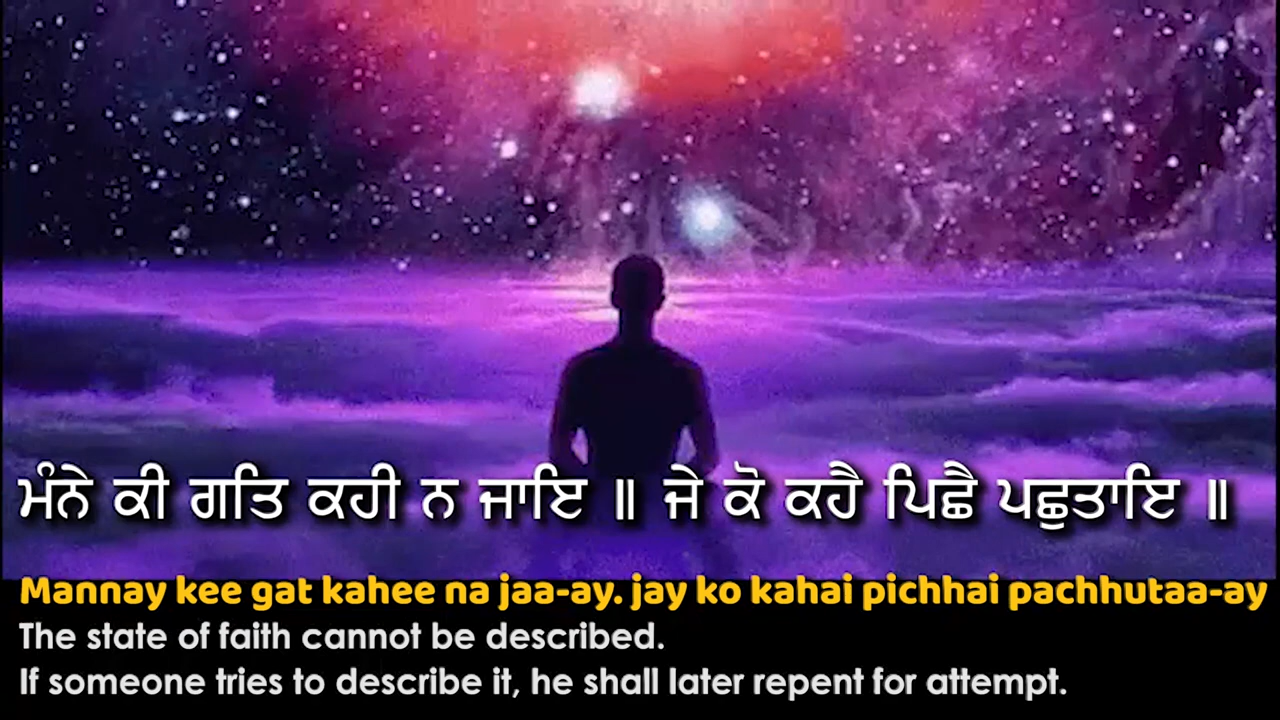 ਮੰਨੇ ਕੀ ਗਤਿ ਕਹੀ ਨ ਜਾਇ ॥ ਜੇ ਕੋ ਕਹੈ ਪਿਛੈ ਪਛੁਤਾਇ ॥
Mannay kee gat kahee na jaa-ay. jay ko kahai pichhai pachhutaa-ay
The state of faith cannot be described.
If someone tries to describe it, he shall later repent for attempt.